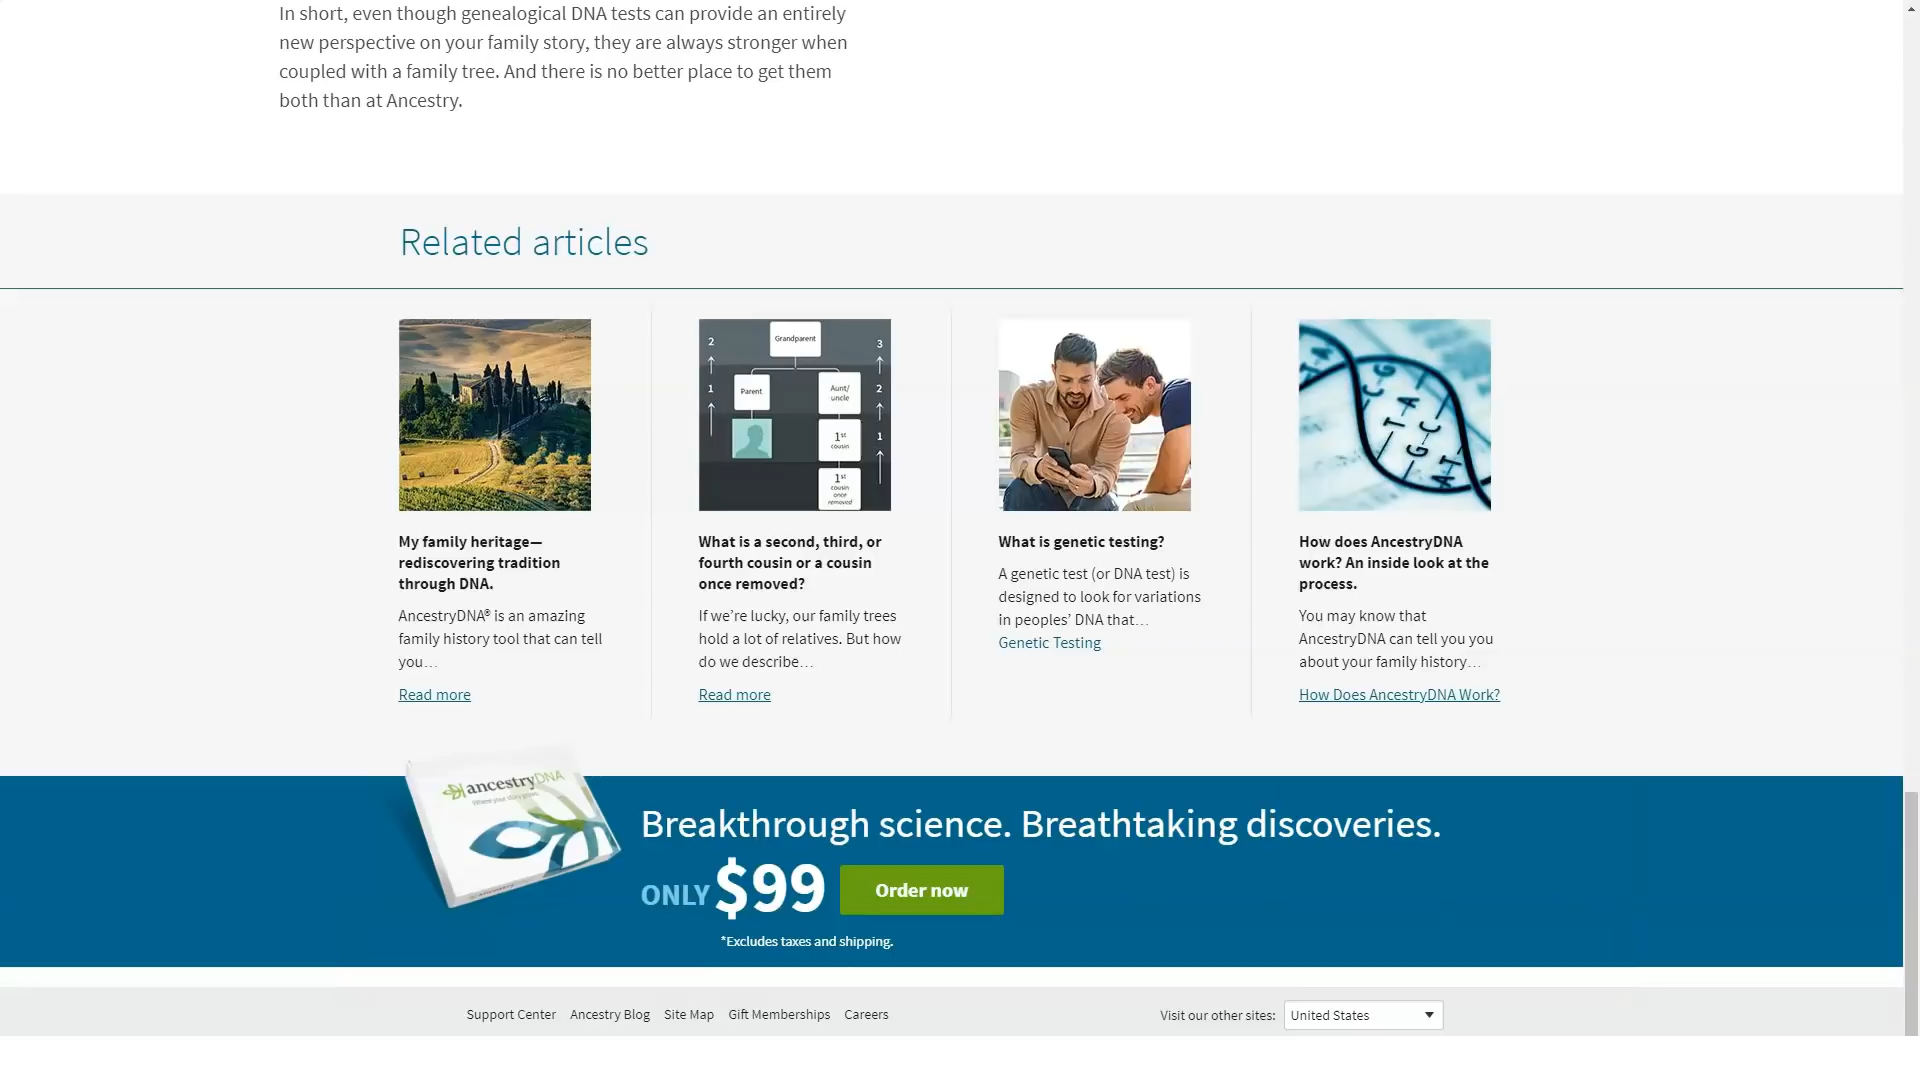 In short, even though genealogical DNA tests can provide an entirely
new perspective on your family story, they are always stronger when
coupled with a family tree. And there is no better place to get them
both than at Ancestry.
Related articles
2
Grandparent
3
1
Parent
Aunt/
uncle
2
1st
cousin
1
1st
cousin
once
removed
C-G
T-A
G-C
A-T
My family heritage—
rediscovering tradition
through DNA.
AncestryDNA® is an amazing
family history tool that can tell
you…
Read more
What is a second, third, or
fourth cousin or a cousin
once removed?
If we’re lucky, our family trees
hold a lot of relatives. But how
do we describe…
Read more
What is genetic testing?
A genetic test (or DNA test) is
designed to look for variations
in peoples’ DNA that…
Genetic Testing
How does AncestryDNA
work? An inside look at the
process.
You may know that
AncestryDNA can tell you you
about your family history…
How Does AncestryDNA Work?
ancestryDNA
Where your story grows
Breakthrough science. Breathtaking discoveries.
ONLY $99 Order now
*Excludes taxes and shipping.
Support Center Ancestry Blog Site Map Gift Memberships Careers
Visit our other sites: United States